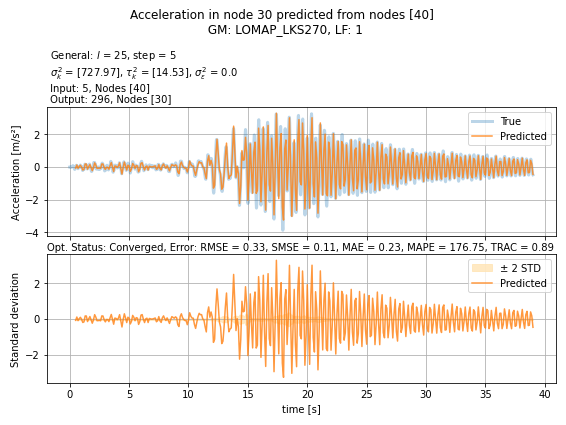 Acceleration in node 30 predicted from nodes [40]
GM: LOMAP_LKS270, LF: 1
General: l = 25, step = 5
σ²ₖ = [727.97], τ²ₖ = [14.53], σ²ε = 0.0
Input: 5, Nodes [40]
Output: 296, Nodes [30]
Acceleration [m/s²]
2
0
−2
−4
True
Predicted
Opt. Status: Converged, Error: RMSE = 0.33, SMSE = 0.11, MAE = 0.23, MAPE = 176.75, TRAC = 0.89
Standard deviation
2
0
−2
± 2 STD
Predicted
0 5 10 15 20 25 30 35 40
time [s]